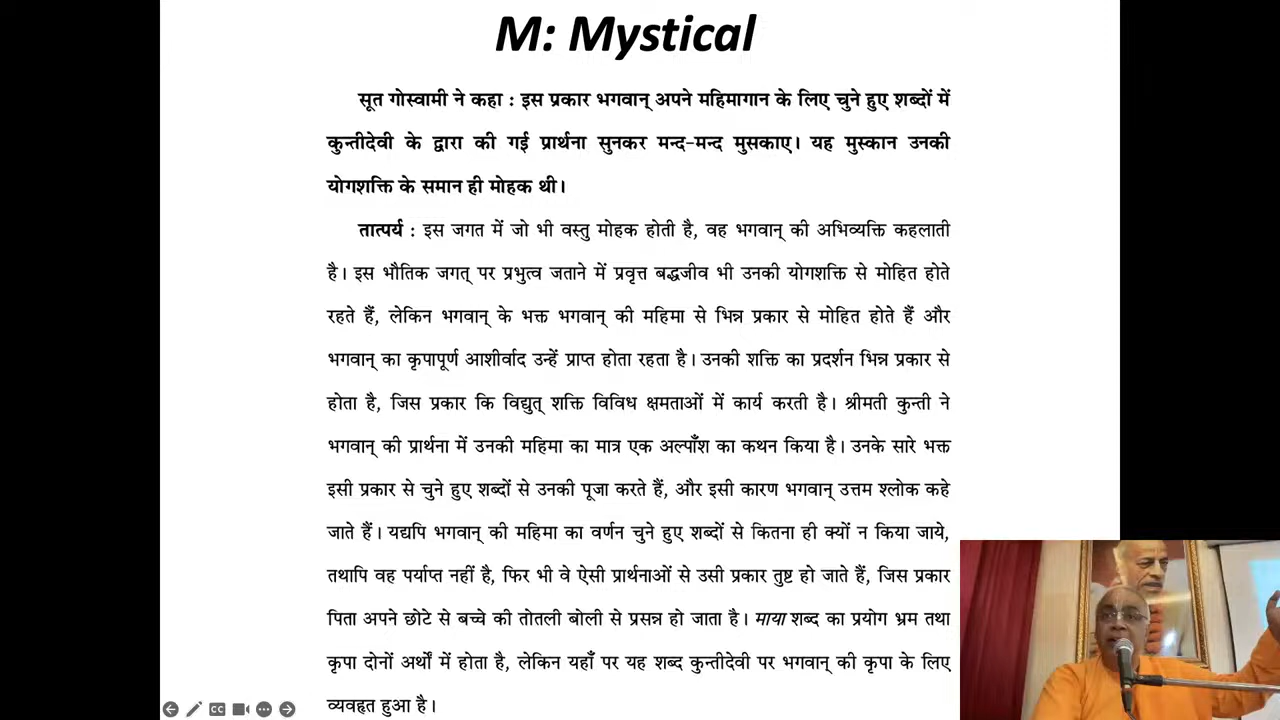 M: Mystical
सूत गोस्वामी ने कहा : इस प्रकार भगवान् अपने महिमागान के लिए चुने हुए शब्दों में
कुन्तीदेवी के द्वारा की गई प्रार्थना सुनकर मन्द-मन्द मुसकाए। यह मुस्कान उनकी
योगशक्ति के समान ही मोहक थी।
तात्पर्य : इस जगत में जो भी वस्तु मोहक होती है, वह भगवान् की अभिव्यक्ति कहलाती
है। इस भौतिक जगत् पर प्रभुत्व जताने में प्रवृत्त बद्धजीव भी उनकी योगशक्ति से मोहित होते
रहते हैं, लेकिन भगवान् के भक्त भगवान् की महिमा से भिन्न प्रकार से मोहित होते हैं और
भगवान् का कृपापूर्ण आशीर्वाद उन्हें प्राप्त होता रहता है। उनकी शक्ति का प्रदर्शन भिन्न प्रकार से
होता है, जिस प्रकार कि विद्युत् शक्ति विविध क्षमताओं में कार्य करती है। श्रीमती कुन्ती ने
भगवान् की प्रार्थना में उनकी महिमा का मात्र एक अल्पाँश का कथन किया है। उनके सारे भक्त
इसी प्रकार से चुने हुए शब्दों से उनकी पूजा करते हैं, और इसी कारण भगवान् उत्तम श्लोक कहे
जाते हैं। यद्यपि भगवान् की महिमा का वर्णन चुने हुए शब्दों से कितना ही क्यों न किया जाये,
तथापि वह पर्याप्त नहीं है, फिर भी वे ऐसी प्रार्थनाओं से उसी प्रकार तुष्ट हो जाते हैं, जिस प्रकार
पिता अपने छोटे से बच्चे की तोतली बोली से प्रसन्न हो जाता है। माया शब्द का प्रयोग भ्रम तथा
कृपा दोनों अर्थों में होता है, लेकिन यहाँ पर यह शब्द कुन्तीदेवी पर भगवान् की कृपा के लिए
व्यवहृत हुआ है।
CC